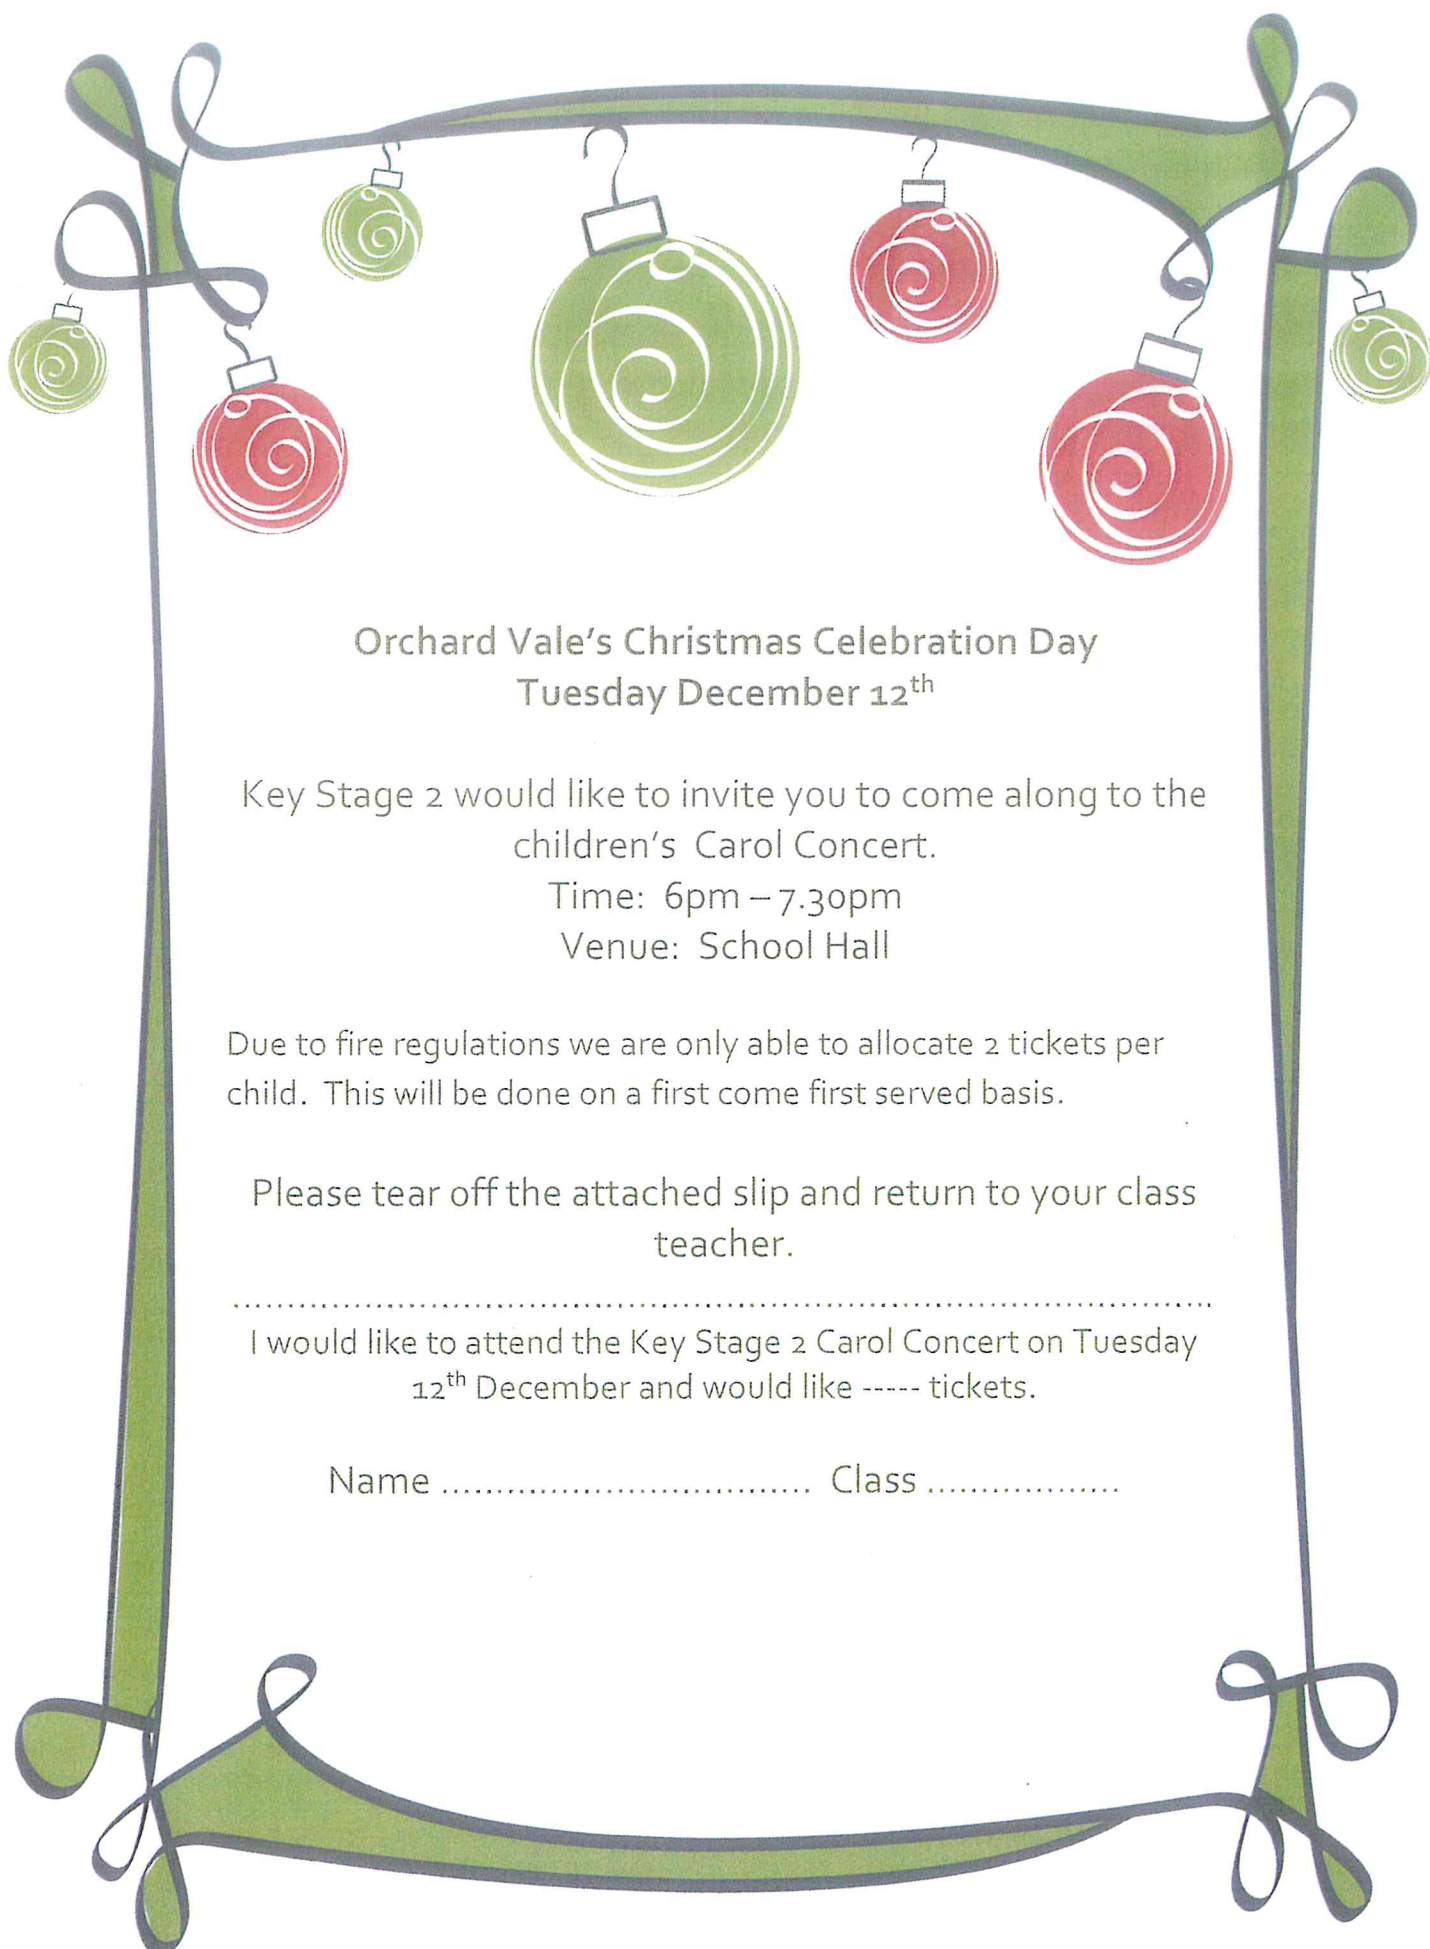 Orchard Vale's Christmas Celebration Day
Tuesday December 12th
Key Stage 2 would like to invite you to come along to the
children's Carol Concert.
Time: 6pm – 7.30pm
Venue: School Hall
Due to fire regulations we are only able to allocate 2 tickets per
child. This will be done on a first come first served basis.
Please tear off the attached slip and return to your class
teacher.
................................................................................
I would like to attend the Key Stage 2 Carol Concert on Tuesday
12th December and would like ----- tickets.
Name .................................. Class ..................